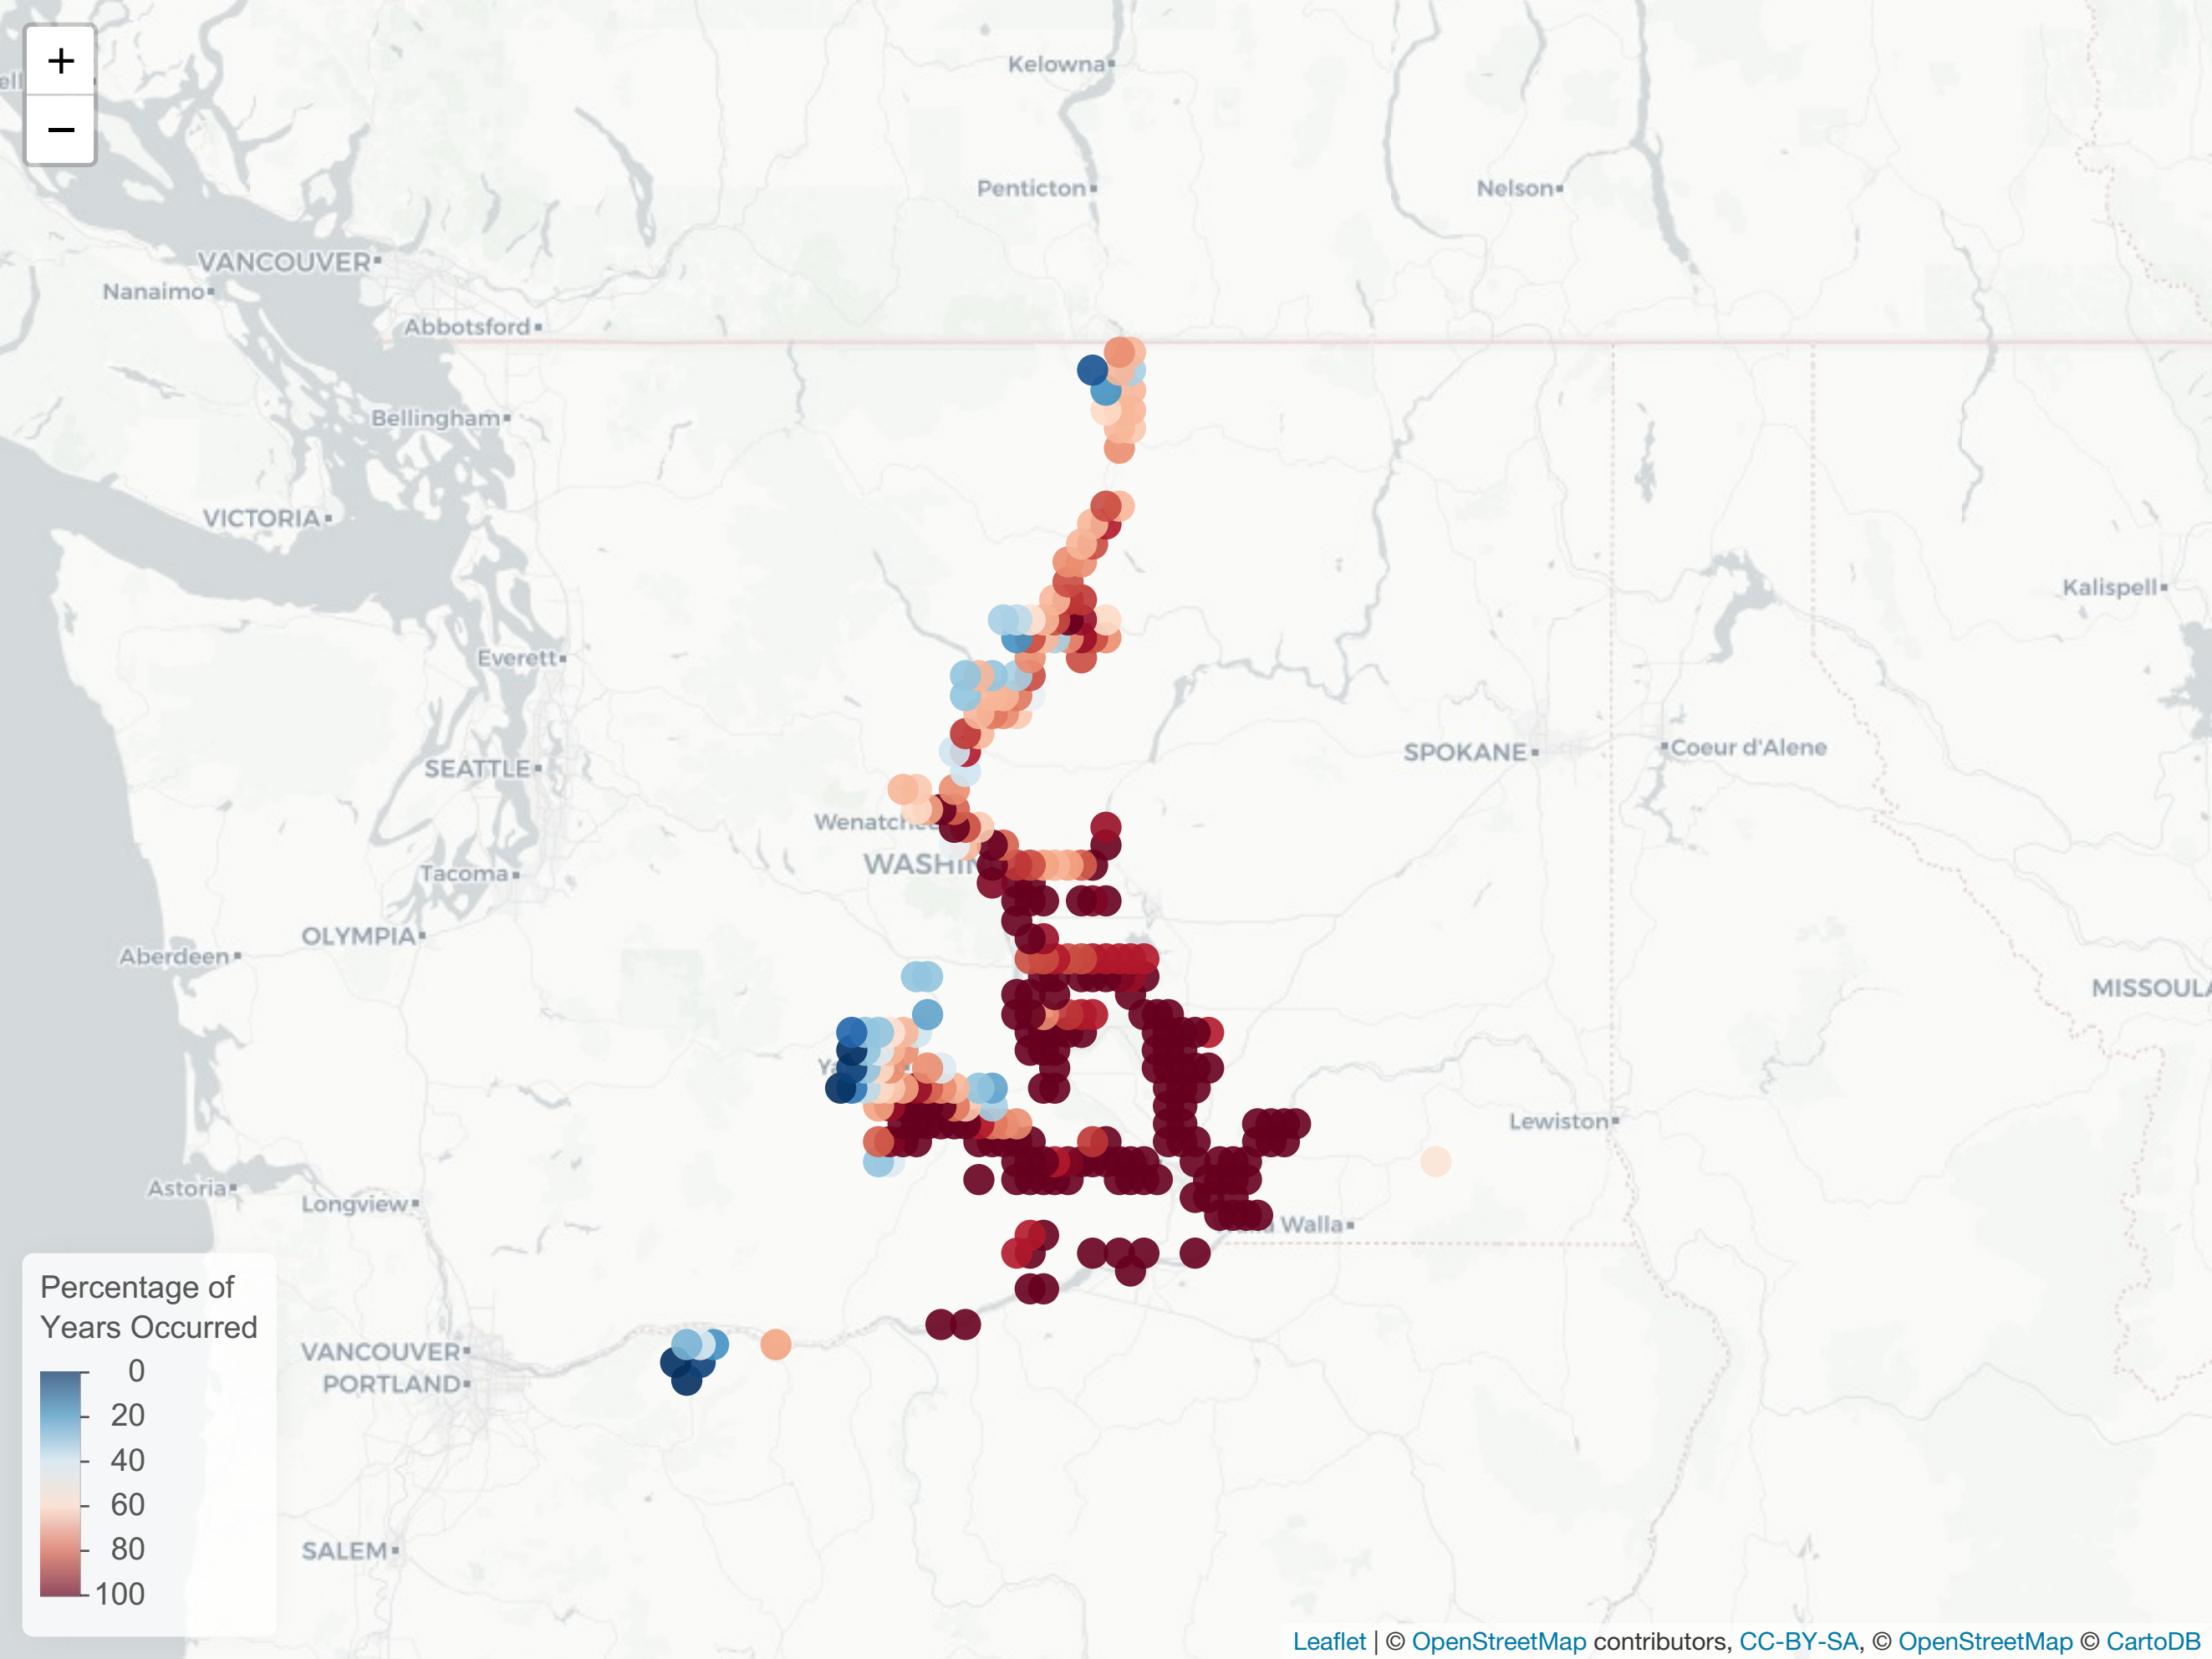 +
−
Kelowna
Penticton
Nelson
VANCOUVER
Nanaimo
Abbotsford
Bellingham
VICTORIA
Kalispell
Everett
SPOKANE
Coeur d'Alene
SEATTLE
Tacoma
OLYMPIA
Aberdeen
MISSOULA
Lewiston
Astoria
Longview
Walla
Percentage of
Years Occurred
0
20
40
60
80
100
VANCOUVER
PORTLAND
SALEM
Leaflet | © OpenStreetMap contributors, CC-BY-SA, © OpenStreetMap © CartoDB